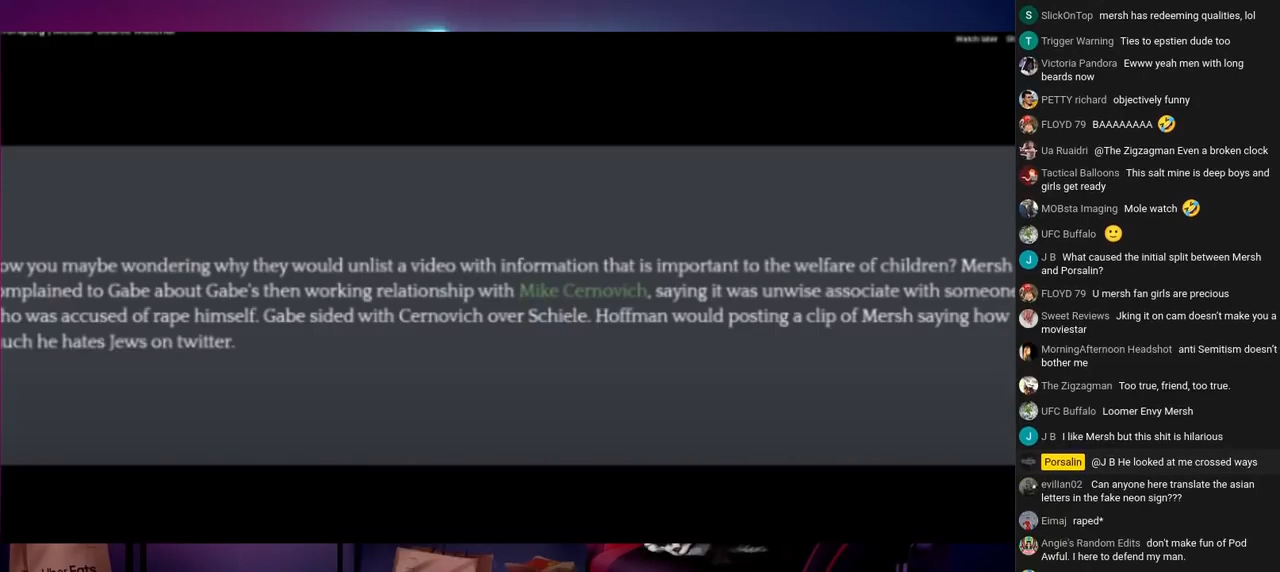 Watch later
ow you maybe wondering why they would unlist a video with information that is important to the welfare of children? Mersh
omplained to Gabe about Gabe's then working relationship with Mike Cernovich, saying it was unwise associate with someone
ho was accused of rape himself. Gabe sided with Cernovich over Schiele. Hoffman would posting a clip of Mersh saying how
uch he hates Jews on twitter.
Uber Eats
S SlickOnTop mersh has redeeming qualities, lol
T Trigger Warning Ties to epstien dude too
Victoria Pandora Ewww yeah men with long
beards now
PETTY richard objectively funny
FLOYD 79 BAAAAAAAA 🤣
Ua Ruaidri @The Zigzagman Even a broken clock
Tactical Balloons This salt mine is deep boys and
girls get ready
MOBsta Imaging Mole watch 🤣
UFC Buffalo 🙂
J J B What caused the initial split between Mersh
and Porsalin?
FLOYD 79 U mersh fan girls are precious
Sweet Reviews Jking it on cam doesn't make you a
moviestar
MorningAfternoon Headshot anti Semitism doesn't
bother me
The Zigzagman Too true, friend, too true.
UFC Buffalo Loomer Envy Mersh
J J B I like Mersh but this shit is hilarious
Porsalin @J B He looked at me crossed ways
evilIan02 Can anyone here translate the asian
letters in the fake neon sign???
Eimaj raped*
Angie's Random Edits don't make fun of Pod
Awful. I here to defend my man.